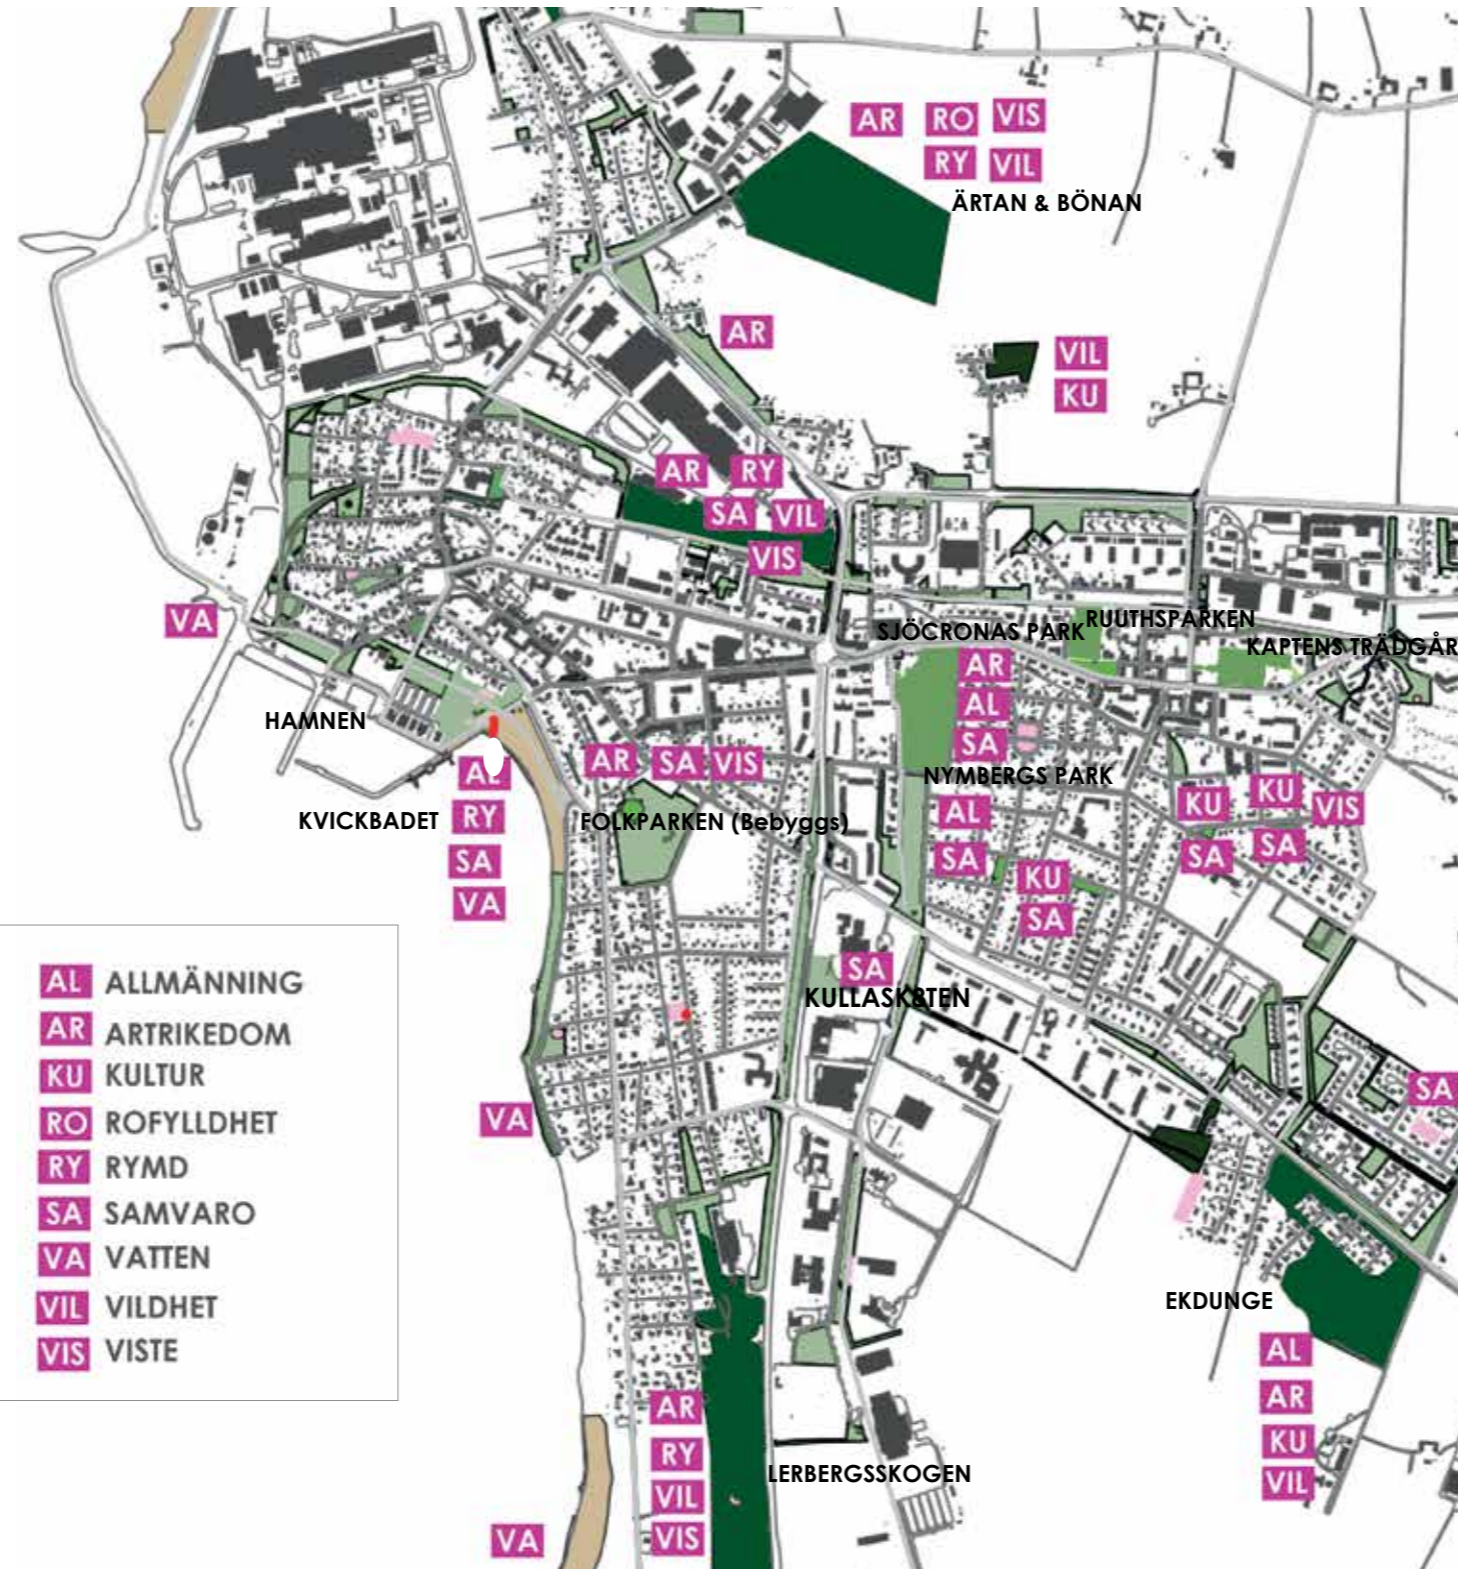 AR RO VIS
RY VIL
ÄRTAN & BÖNAN
AR
VIL
KU
AR RY
SA VIL
VIS
VA
SJÖCRONAS PARK
RUUTHSPARKEN
KAPTENS TRÄDGÅR
AR
AL
SA
HAMNEN
NYMBERGS PARK
AR SA VIS
AL
KVICKBADET
RY
SA
VA
FOLKPARKEN (Bebyggs)
AL
SA
KU
SA
KU
SA
KU
VIS
SA
SA
KULLASKÖTEN
AL ALLMÄNNING
AR ARTRIKEDOM
KU KULTUR
RO ROFYLLDHET
RY RYMD
SA SAMVARO
VA VATTEN
VIL VILDHET
VIS VISTE
VA
SA
EKDUNGE
AL
AR
KU
VIL
AR
RY
VIL
VIS
LERBERGSSKOGEN
VA